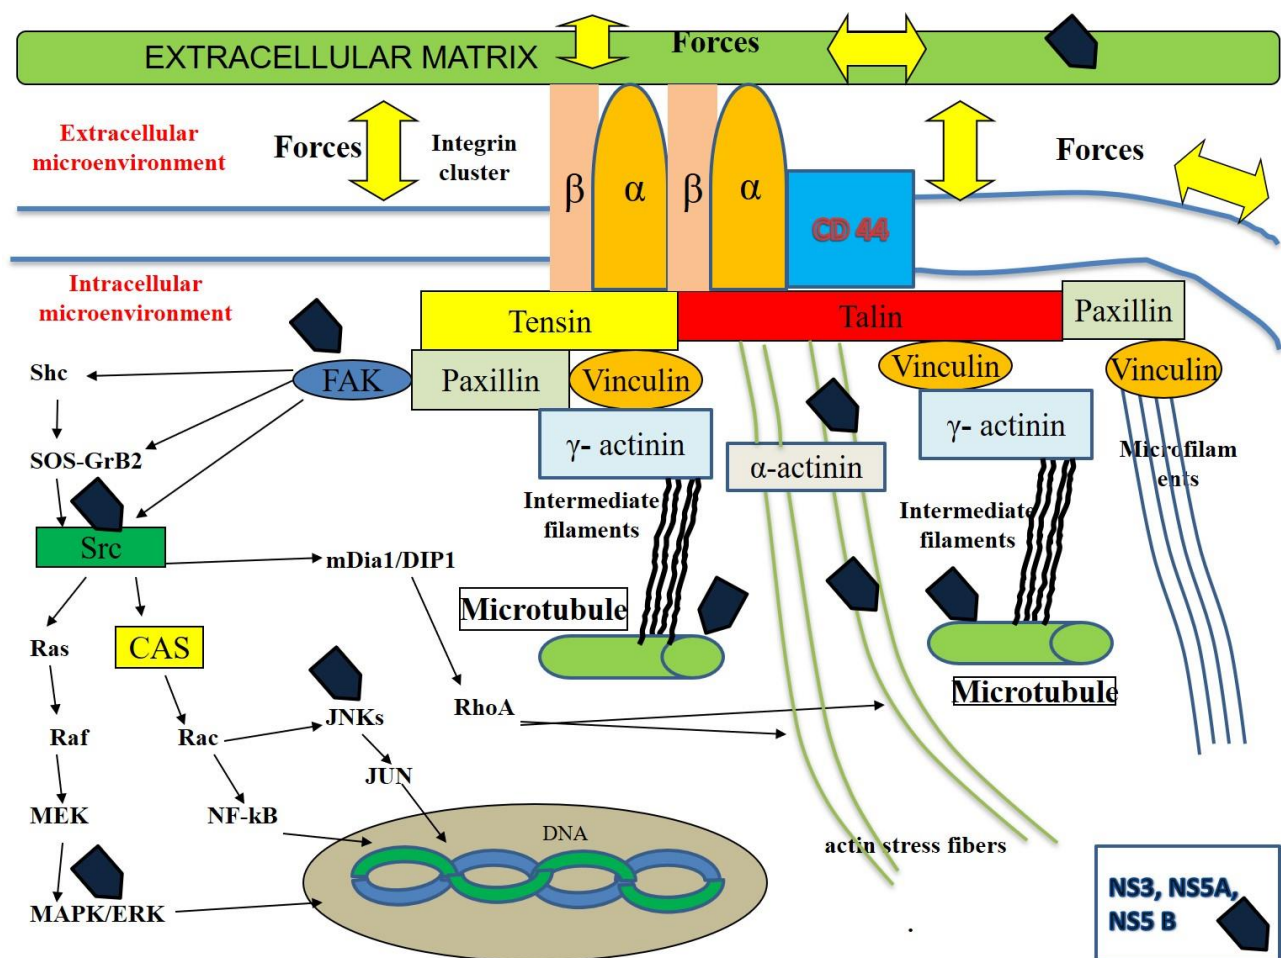 Forces
EXTRACELLULAR MATRIX
Extracellular
microenvironment
Forces
Integrin
cluster
β
α
β
α
CD 44
Forces
Intracellular
microenvironment
Tensin
Talin
Paxillin
Shc
FAK
Paxillin
Vinculin
Vinculin
Vinculin
SOS-GrB2
γ- actinin
α-actinin
γ- actinin
Microfilam
ents
Intermediate
filaments
Intermediate
filaments
Src
mDia1/DIP1
Microtubule
Ras
CAS
Microtubule
RhoA
JNKs
Raf
Rac
JUN
MEK
NF-kB
DNA
actin stress fibers
MAPK/ERK
NS3, NS5A,
NS5 B
.